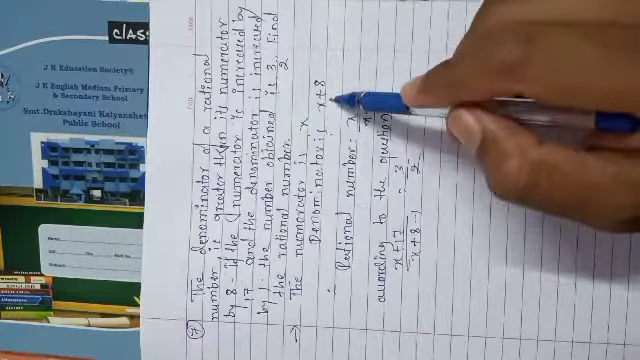 class
J K Education Society®
J K English Medium Primary
& Secondary School
Smt. Drakshayani Kalyanshet
Public School
7) The denominator of a rational
number is greater than its numerator
by 8. If the numerator is increased by
17 and the denominator is increased
by 1. the number obtained is 3/2. Find
the rational number.
→ The numerator is x
Denominator is x+8
∴ Rational number = x
according to the question
x+17 / x+8-1 = 3/2